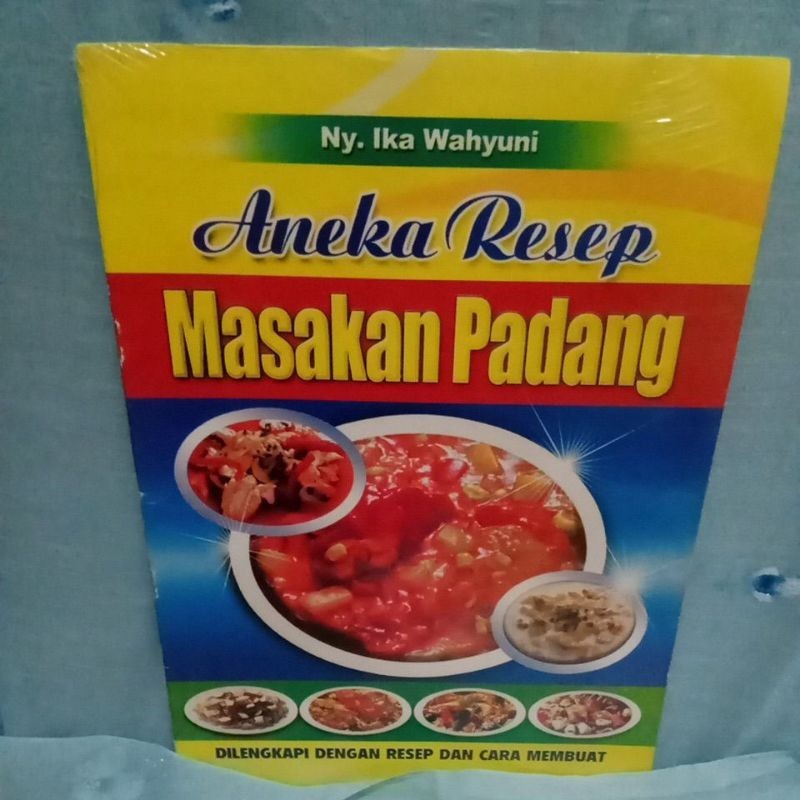 Ny. Ika Wahyuni
Aneka Resep
Masakan Padang
DILENGKAPI DENGAN RESEP DAN CARA MEMBUAT